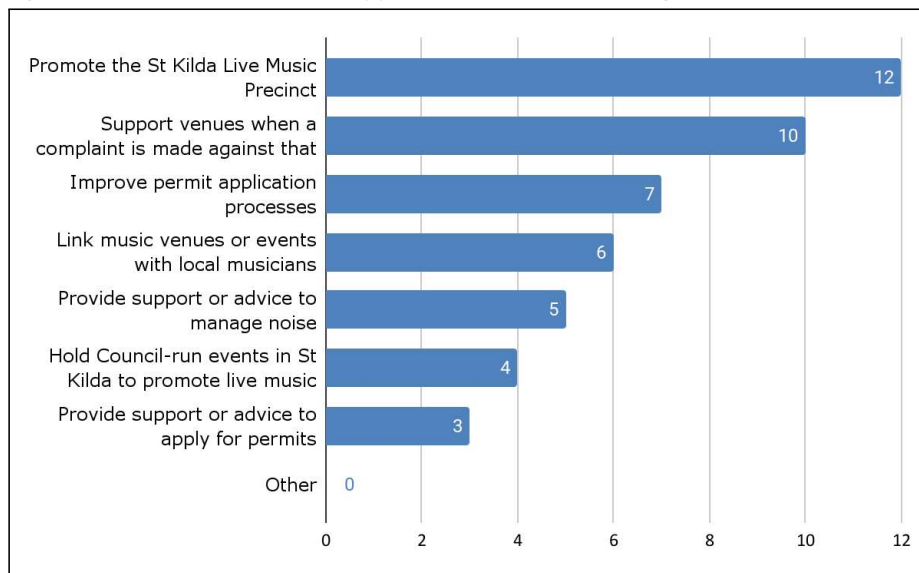 Promote the St Kilda Live Music
Precinct
12
Support venues when a
complaint is made against that
10
Improve permit application
processes
7
Link music venues or events
with local musicians
6
Provide support or advice to
manage noise
5
Hold Council-run events in St
Kilda to promote live music
4
Provide support or advice to
apply for permits
3
Other
0
0 2 4 6 8 10 12